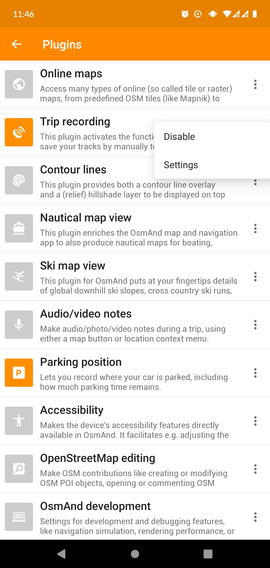 11:46
Plugins
Online maps
Access many types of online (so called tile or raster)
maps, from predefined OSM tiles (like Mapnik) to
Trip recording
This plugin activates the functi
save your tracks by manually t
Disable
Settings
Contour lines
This plugin provides both a contour line overlay
and a (relief) hillshade layer to be displayed on top
Nautical map view
This plugin enriches the OsmAnd map and navigation
app to also produce nautical maps for boating,
Ski map view
This plugin for OsmAnd puts at your fingertips details
of global downhill ski slopes, cross country ski runs,
Audio/video notes
Make audio/photo/video notes during a trip, using
either a map button or location context menu.
Parking position
Lets you record where your car is parked, including
how much parking time remains.
Accessibility
Makes the device's accessibility features directly
available in OsmAnd. It facilitates e.g. adjusting the
OpenStreetMap editing
Make OSM contributions like creating or modifying
OSM POI objects, opening or commenting OSM
OsmAnd development
Settings for development and debugging features,
like navigation simulation, rendering performance, or